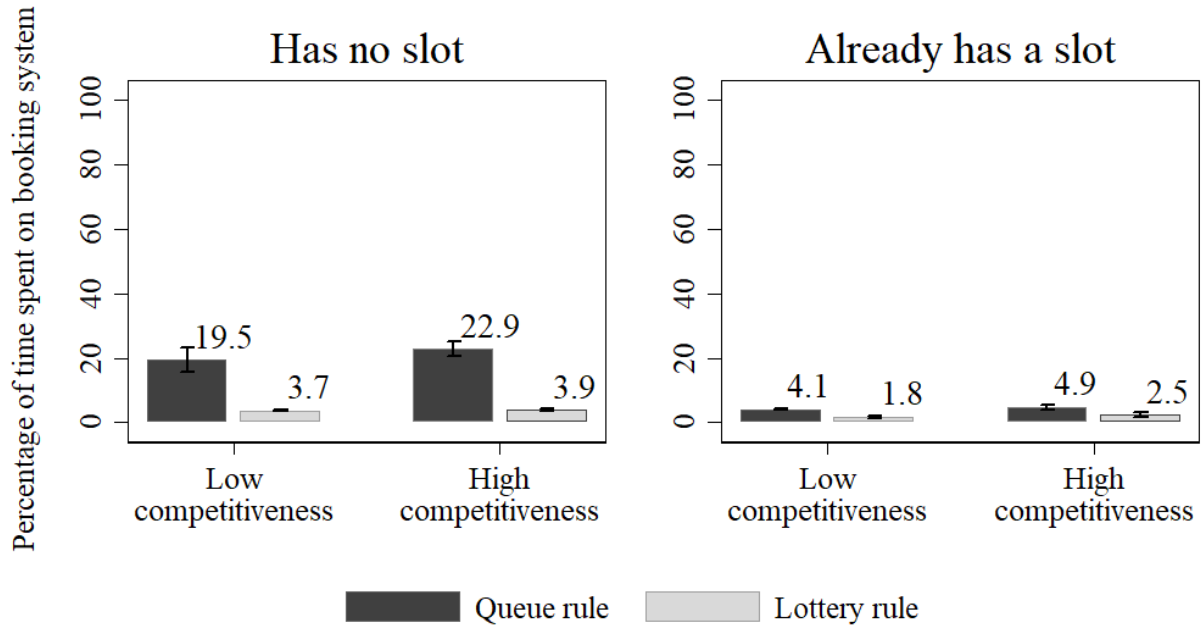 Percentage of time spent on booking system
Has no slot
100
80
60
40
20
0
19.5
3.7
22.9
3.9
Low
competitiveness
High
competitiveness
Already has a slot
100
80
60
40
20
0
4.1
1.8
4.9
2.5
Low
competitiveness
High
competitiveness
Queue rule
Lottery rule